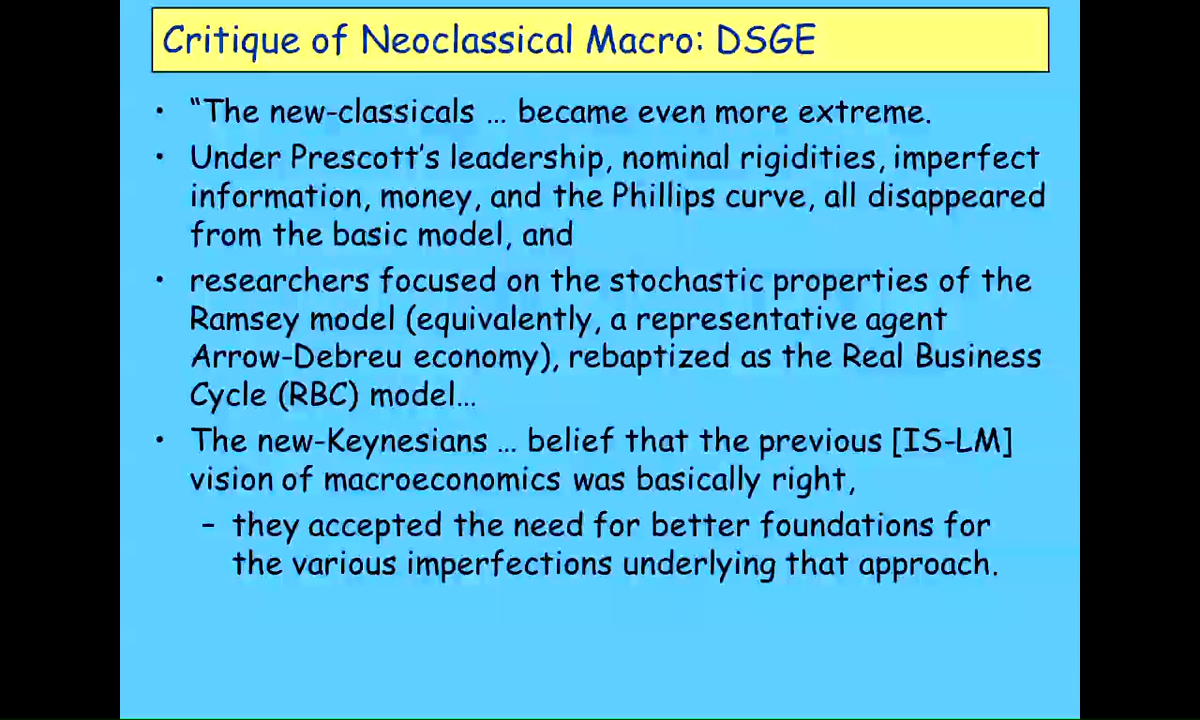 Critique of Neoclassical Macro: DSGE
• “The new-classicals … became even more extreme.
• Under Prescott's leadership, nominal rigidities, imperfect
information, money, and the Phillips curve, all disappeared
from the basic model, and
• researchers focused on the stochastic properties of the
Ramsey model (equivalently, a representative agent
Arrow-Debreu economy), rebaptized as the Real Business
Cycle (RBC) model…
• The new-Keynesians … belief that the previous [IS-LM]
vision of macroeconomics was basically right,
– they accepted the need for better foundations for
the various imperfections underlying that approach.